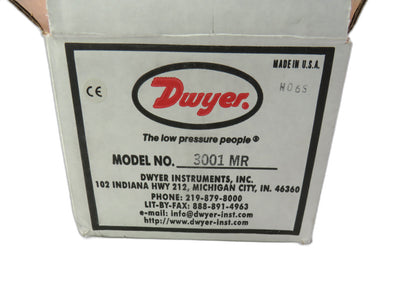 MADE IN U.S.A.
H06S
CE
Dwyer®
The low pressure people®
MODEL NO. 3001 MR
DWYER INSTRUMENTS, INC.
102 INDIANA HWY 212, MICHIGAN CITY, IN. 46360
PHONE: 219-879-8000
LIT-BY-FAX: 888-891-4963
e-mail: info@dwyer-inst.com
http://www.dwyer-inst.com